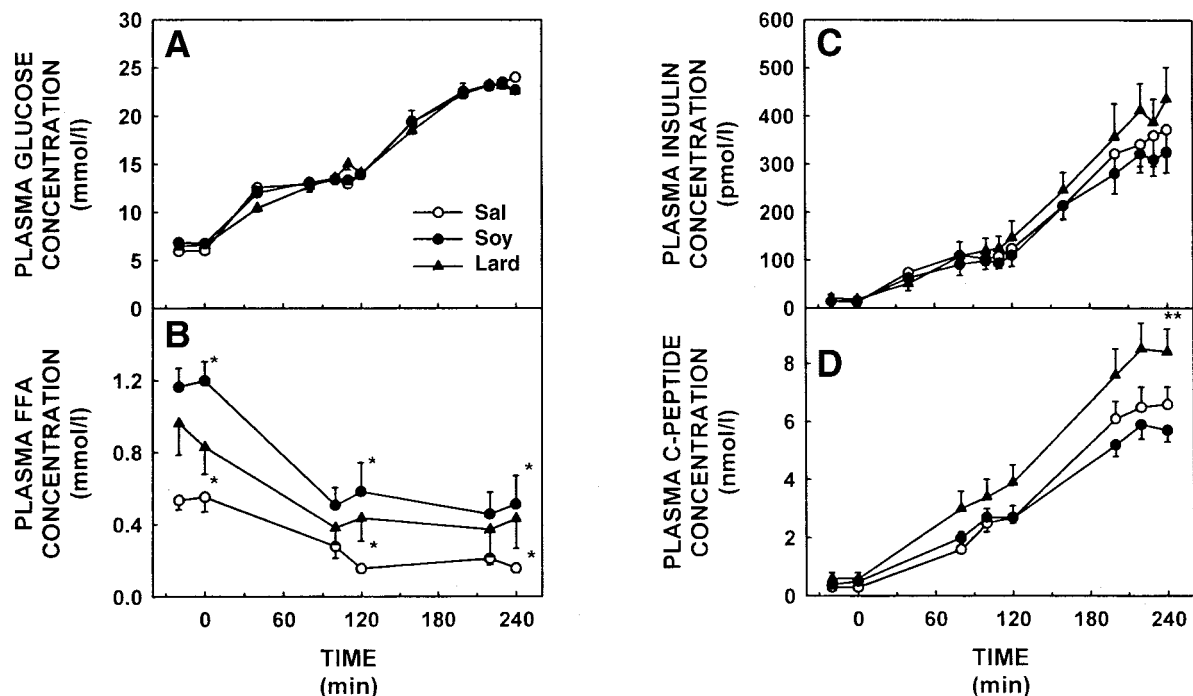 A
PLASMA GLUCOSE
CONCENTRATION
(mmol/l)
30
25
20
15
10
5
0
Sal
Soy
Lard
B
PLASMA FFA
CONCENTRATION
(mmol/l)
1.2
0.8
0.4
0.0
*
*
*
*
*
*
0 60 120 180 240
TIME
(min)
C
PLASMA INSULIN
CONCENTRATION
(pmol/l)
600
500
400
300
200
100
0
D
PLASMA C-PEPTIDE
CONCENTRATION
(nmol/l)
8
6
4
2
0
**
0 60 120 180 240
TIME
(min)